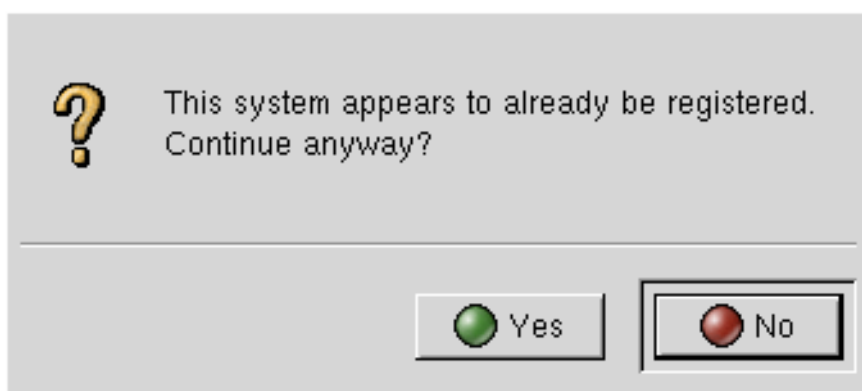 This system appears to already be registered.
Continue anyway?
Yes
No